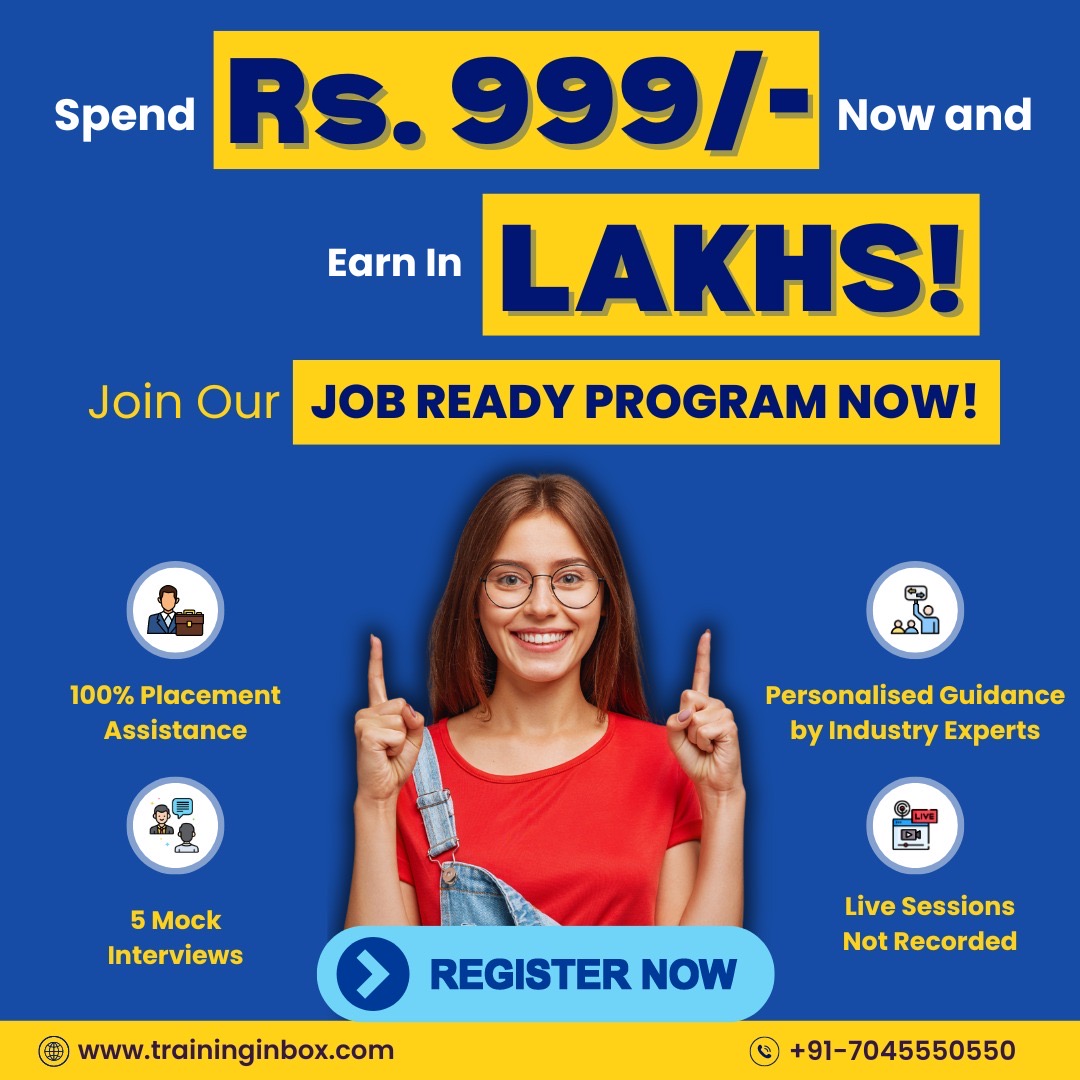 Spend Rs. 999/- Now and
Earn In LAKHS!
Join Our JOB READY PROGRAM NOW!
100% Placement
Assistance
Personalised Guidance
by Industry Experts
LIVE
5 Mock
Interviews
Live Sessions
Not Recorded
REGISTER NOW
www.traininginbox.com
+91-7045550550